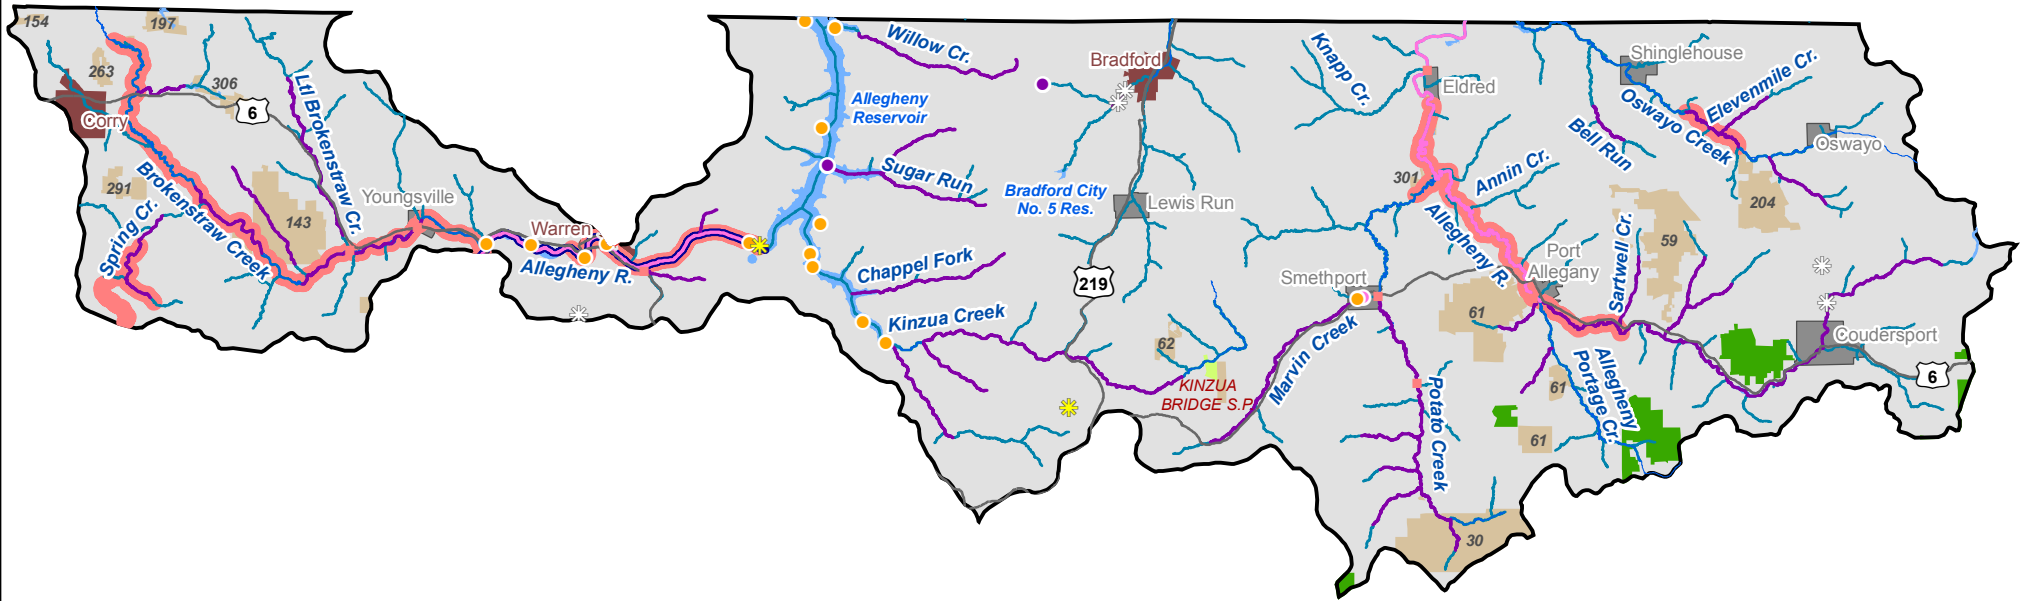 154
197
263
306
6
Corry
Ltl Brokenstraw Cr.
291
143
Brokenstraw Creek
Spring Cr.
Youngsville
Warren
Allegheny R.
Willow Cr.
Allegheny
Reservoir
Sugar Run
Chappel Fork
Kinzua Creek
Bradford
Bradford City
No. 5 Res.
Lewis Run
219
62
KINZUA
BRIDGE S.P.
Knapp Cr.
Eldred
301
Annin Cr.
Allegheny R.
Smethport
Marvin Creek
Potato Creek
Port
Allegany
61
61
61
30
Allegheny
Portage Cr.
Sartwell Cr.
59
Bell Run
Shinglehouse
Oswayo Creek
Elevenmile Cr.
Oswayo
204
Coudersport
6